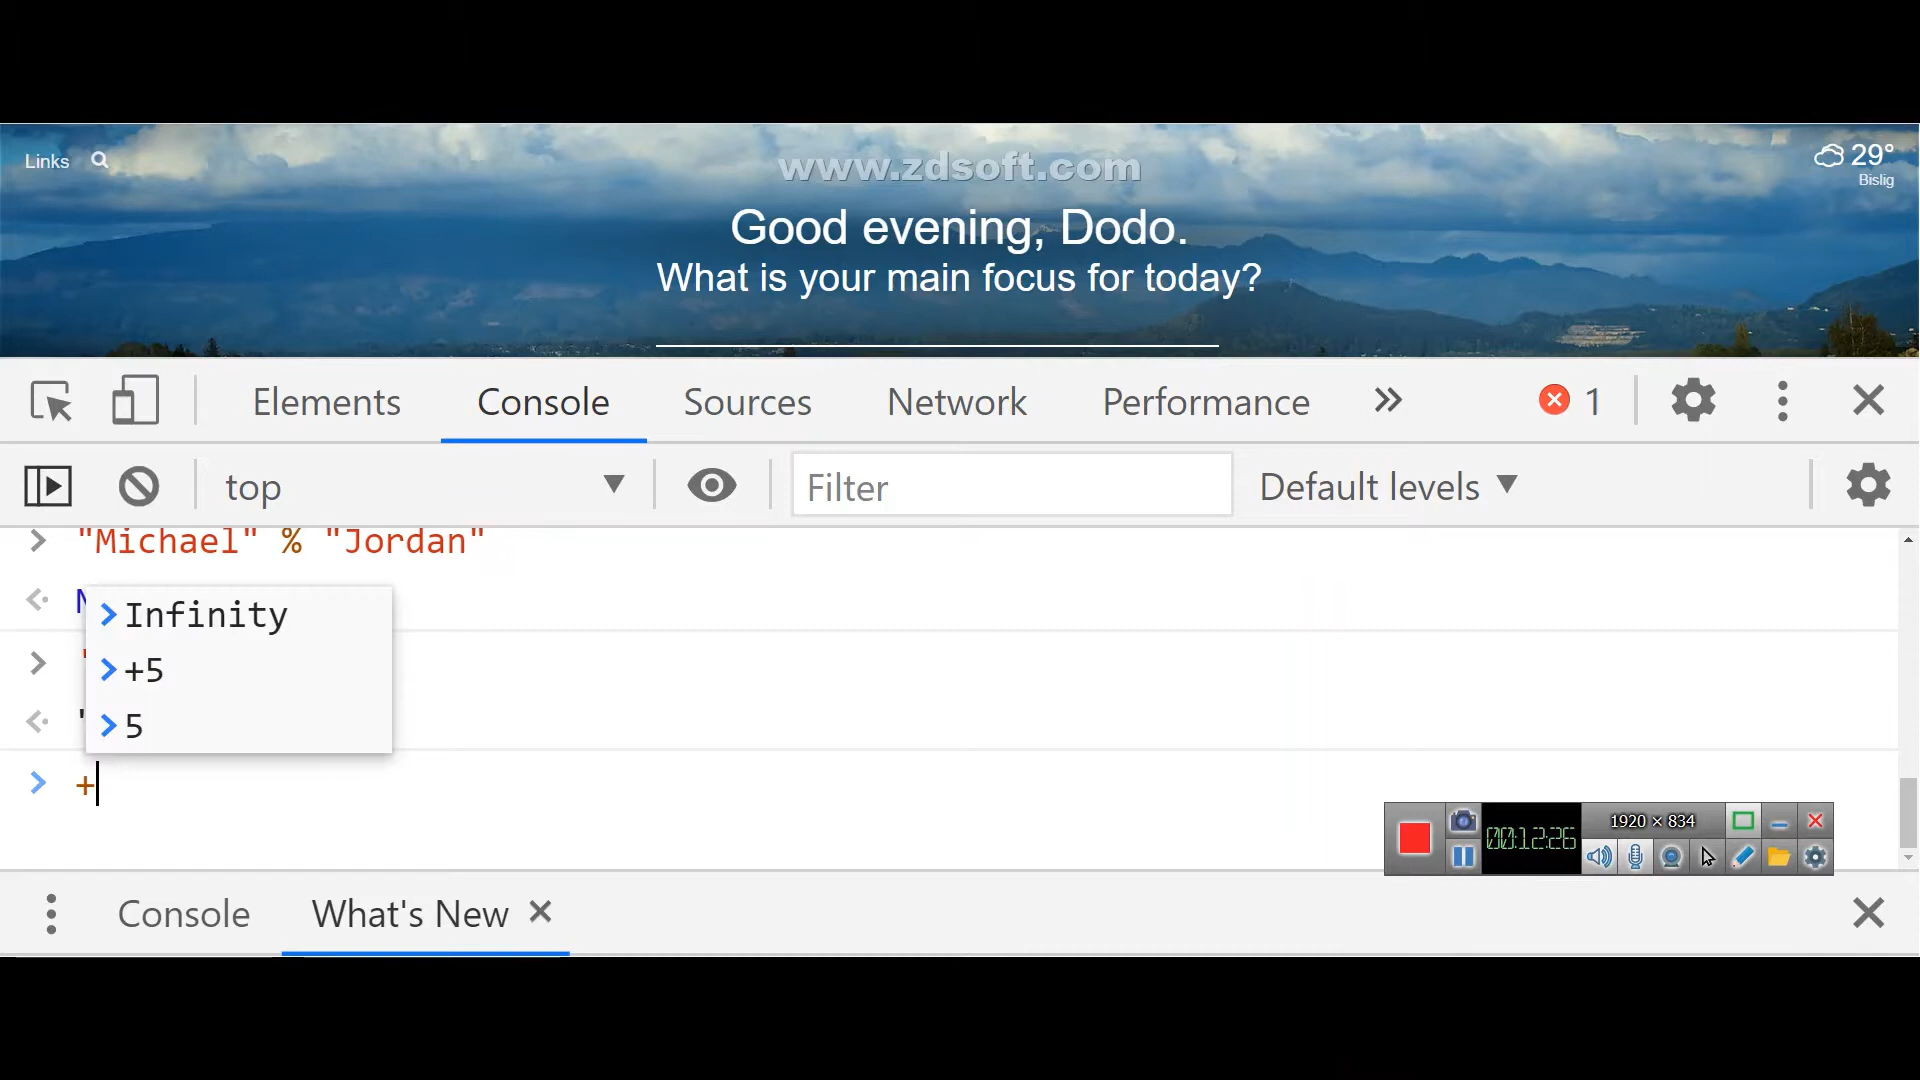 Links
www.zdsoft.com
29°
Bislig
Good evening, Dodo.
What is your main focus for today?
Elements
Console
Sources
Network
Performance
1
top
Filter
Default levels
"Michael" % "Jordan"
Infinity
+5
5
+
1920 × 834
00:12:26
Console
What's New